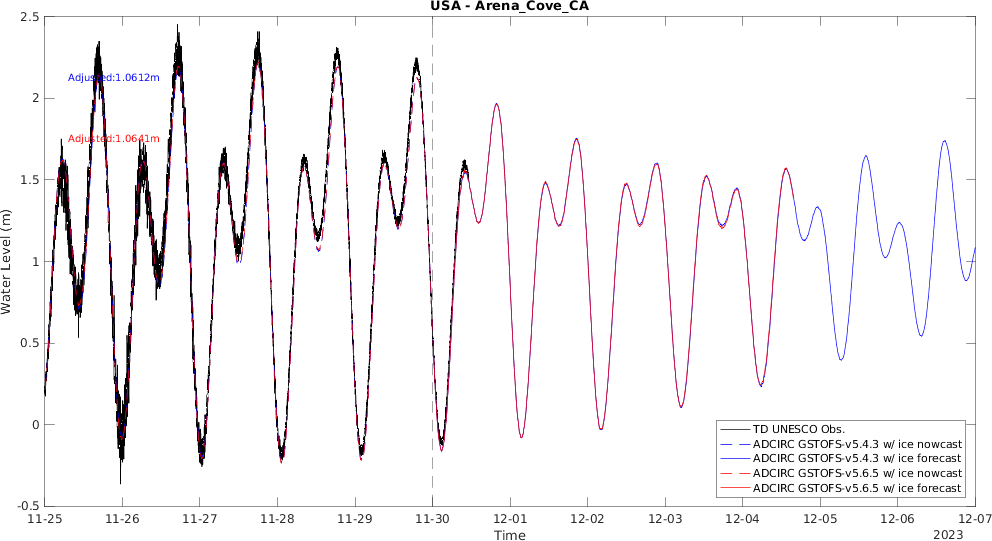 USA - Arena_Cove_CA
2.5
2
1.5
1
0.5
0
-0.5
Water Level (m)
Adjusted:1.0612m
Adjusted:1.0641m
TD UNESCO Obs.
ADCIRC GSTOFS-v5.4.3 w/ ice nowcast
ADCIRC GSTOFS-v5.4.3 w/ ice forecast
ADCIRC GSTOFS-v5.6.5 w/ ice nowcast
ADCIRC GSTOFS-v5.6.5 w/ ice forecast
11-25 11-26 11-27 11-28 11-29 11-30 12-01 12-02 12-03 12-04 12-05 12-06 12-07
Time
2023